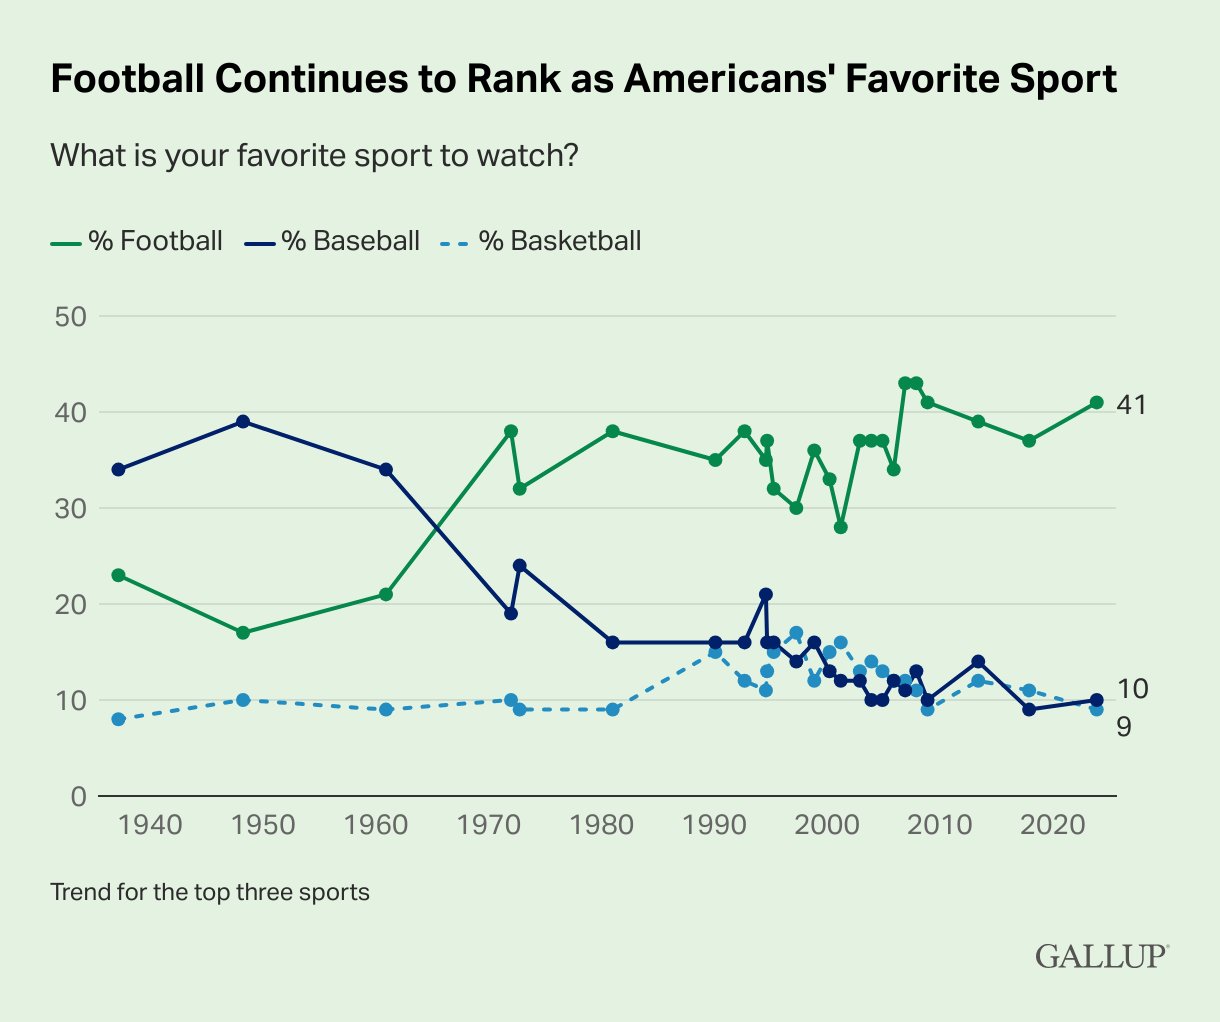 Football Continues to Rank as Americans' Favorite Sport
What is your favorite sport to watch?
% Football % Baseball % Basketball
50
40
41
30
20
10
10
9
0
1940 1950 1960 1970 1980 1990 2000 2010 2020
Trend for the top three sports
GALLUP®